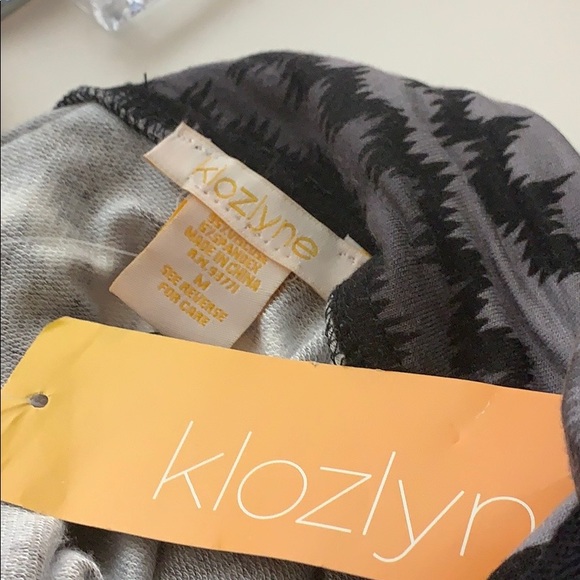 klozlyne
MADE IN CHINA
M
SEE REVERSE
FOR CARE
klozlyn